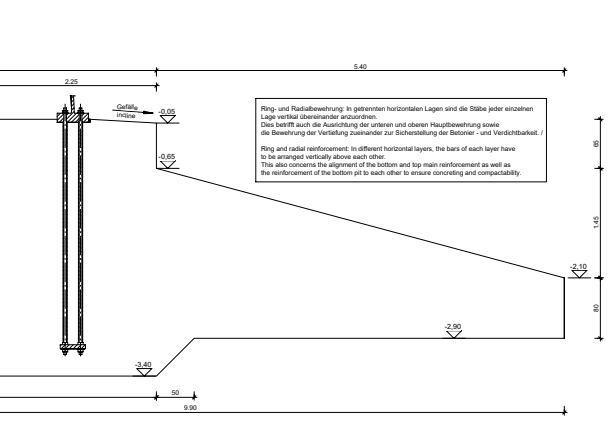 5.40
2.25
Gefälle
incline
-0,05
Ring- und Radialbewehrung: In getrennten horizontalen Lagen sind die Stäbe jeder einzelnen
Lage vertikal übereinander anzuordnen.
Dies betrifft auch die Ausrichtung der unteren und oberen Hauptbewehrung sowie
die Bewehrung der Vertiefung zueinander zur Sicherstellung der Betonier - und Verdichtbarkeit. /
Ring and radial reinforcement: In different horizontal layers, the bars of each layer have
to be arranged vertically above each other.
This also concerns the alignment of the bottom and top main reinforcement as well as
the reinforcement of the bottom pit to each other to ensure concreting and compactability.
65
-0,65
1.45
-2,10
80
-2,90
-3,40
50
9.90